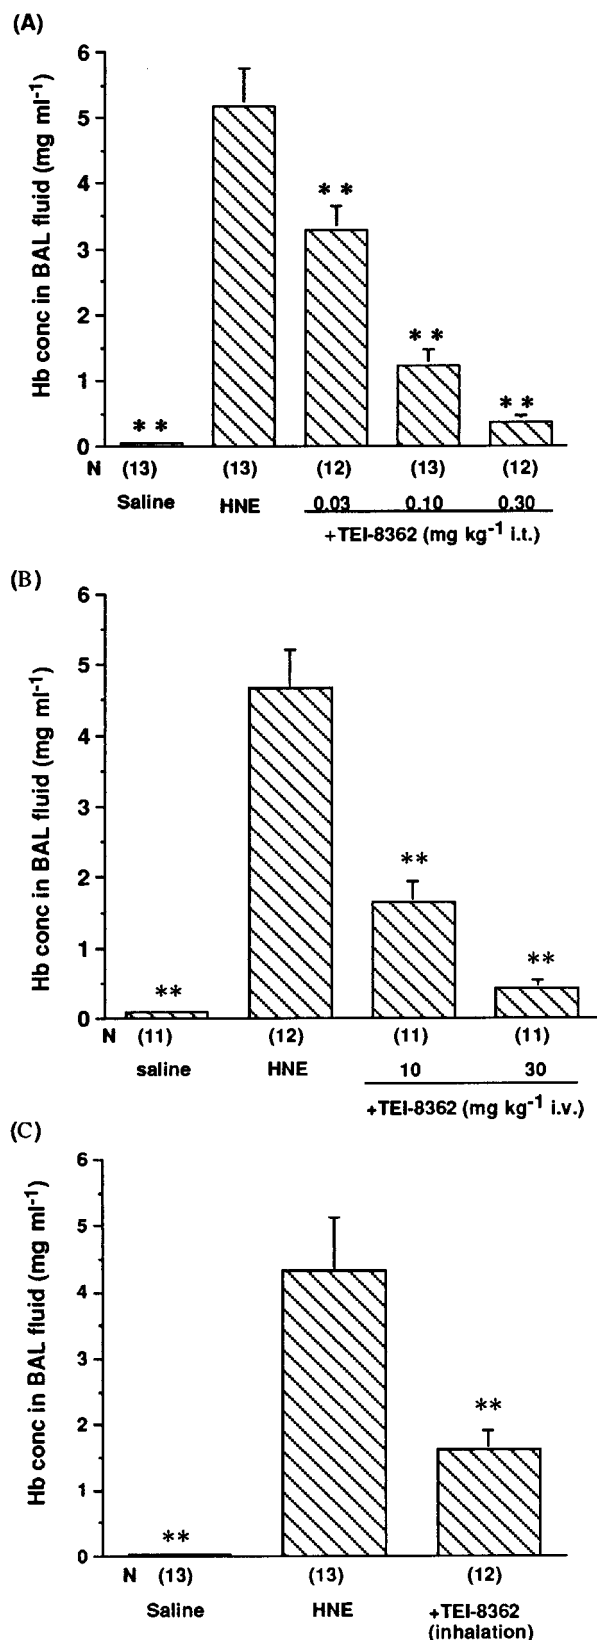 (A)
Hb conc in BAL fluid (mg ml-1)
6
5
4
3
2
1
0
**
**
**
**
N (13) (13) (12) (13) (12)
Saline HNE 0.03 0.10 0.30
+TEI-8362 (mg kg-1 i.t.)
(B)
Hb conc in BAL fluid (mg ml-1)
6
5
4
3
2
1
0
**
**
**
N (11) (12) (11) (11)
saline HNE 10 30
+TEI-8362 (mg kg-1 i.v.)
(C)
Hb conc in BAL fluid (mg ml-1)
6
5
4
3
2
1
0
**
**
N (13) (13) (12)
Saline HNE +TEI-8362
(inhalation)